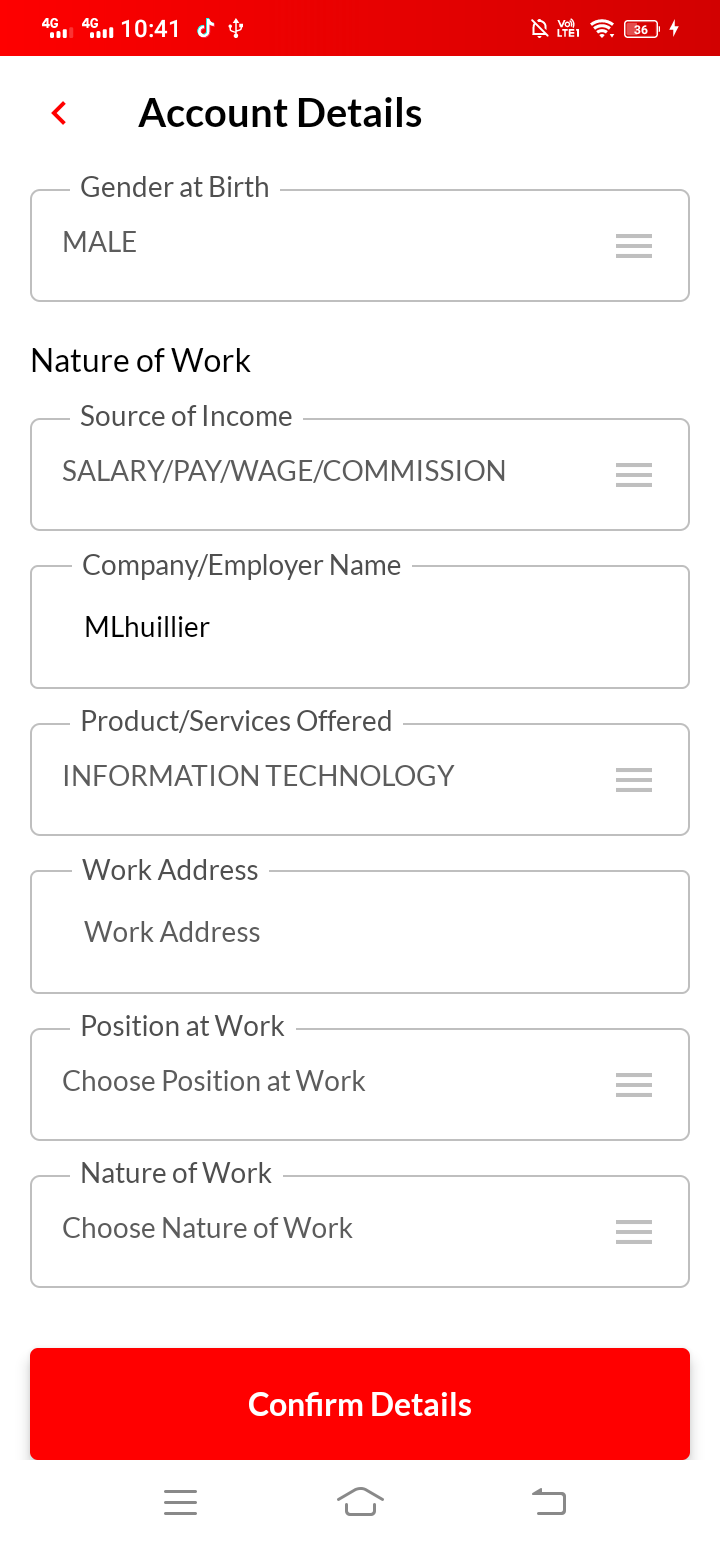 4G 4G 10:41 Vo) LTE1 36
Account Details
Gender at Birth
MALE
Nature of Work
Source of Income
SALARY/PAY/WAGE/COMMISSION
Company/Employer Name
MLhuillier
Product/Services Offered
INFORMATION TECHNOLOGY
Work Address
Work Address
Position at Work
Choose Position at Work
Nature of Work
Choose Nature of Work
Confirm Details